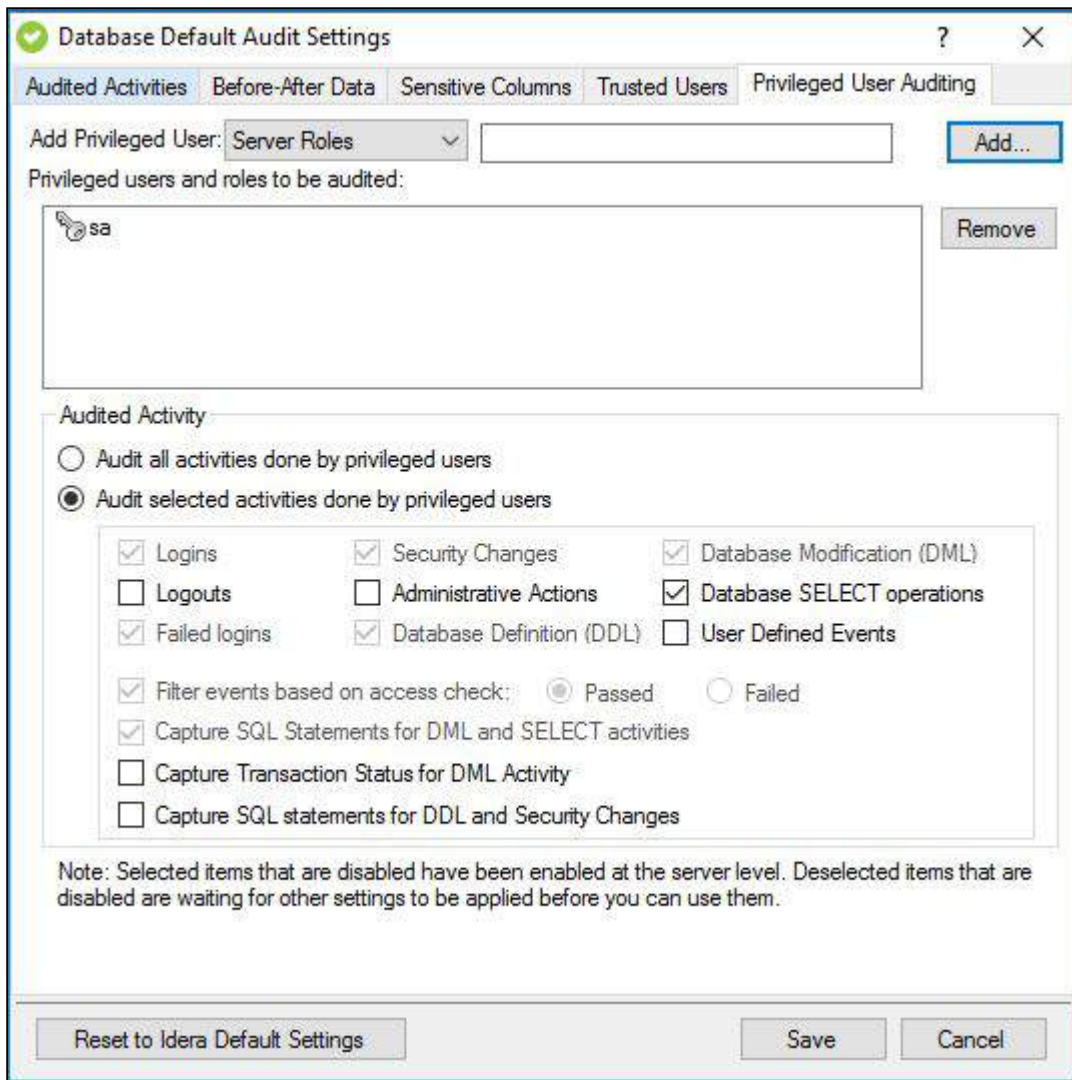 Database Default Audit Settings ?
Audited Activities Before-After Data Sensitive Columns Trusted Users Privileged User Auditing
Add Privileged User: Server Roles Add...
Privileged users and roles to be audited:
sa Remove
Audited Activity
Audit all activities done by privileged users
Audit selected activities done by privileged users
Logins Security Changes Database Modification (DML)
Logouts Administrative Actions Database SELECT operations
Failed logins Database Definition (DDL) User Defined Events
Filter events based on access check: Passed Failed
Capture SQL Statements for DML and SELECT activities
Capture Transaction Status for DML Activity
Capture SQL statements for DDL and Security Changes
Note: Selected items that are disabled have been enabled at the server level. Deselected items that are
disabled are waiting for other settings to be applied before you can use them.
Reset to Idera Default Settings Save Cancel